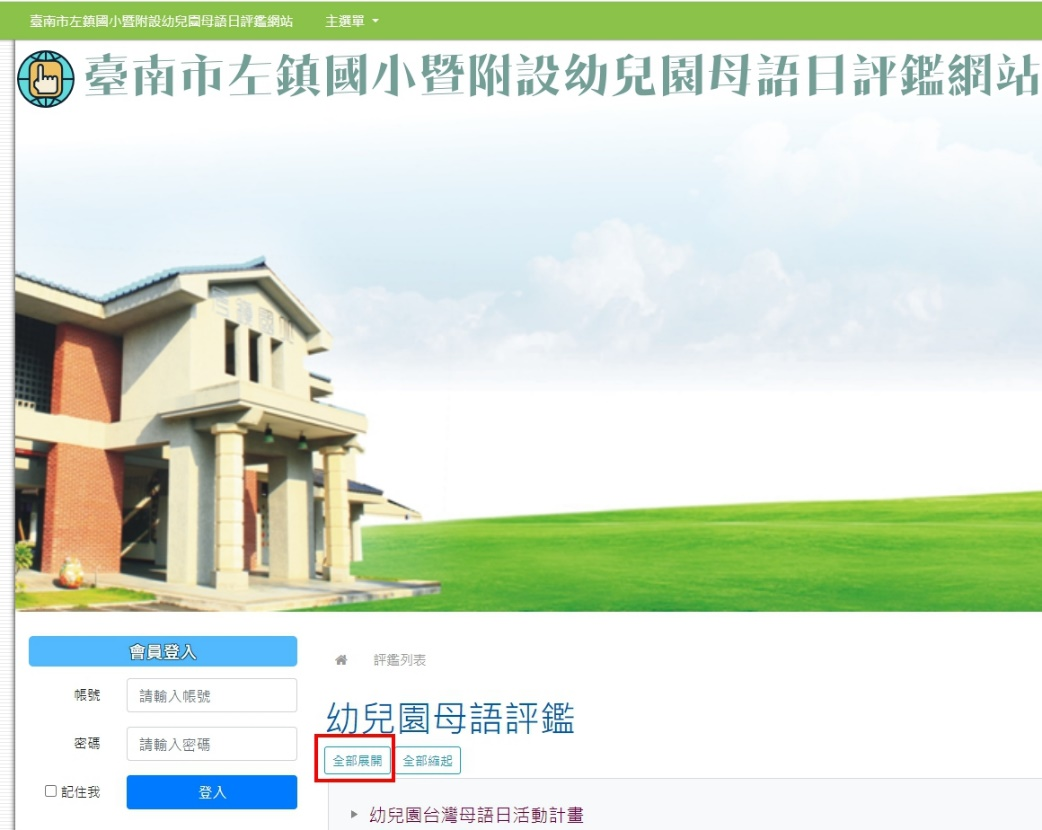 臺南市左鎮國小暨附設幼兒園母語日評鑑網站 主選單
臺南市左鎮國小暨附設幼兒園母語日評鑑網站
會員登入
帳號 請輸入帳號
密碼 請輸入密碼
記住我 登入
評鑑列表
幼兒園母語評鑑
全部展開 全部縮起
幼兒園台灣母語日活動計畫